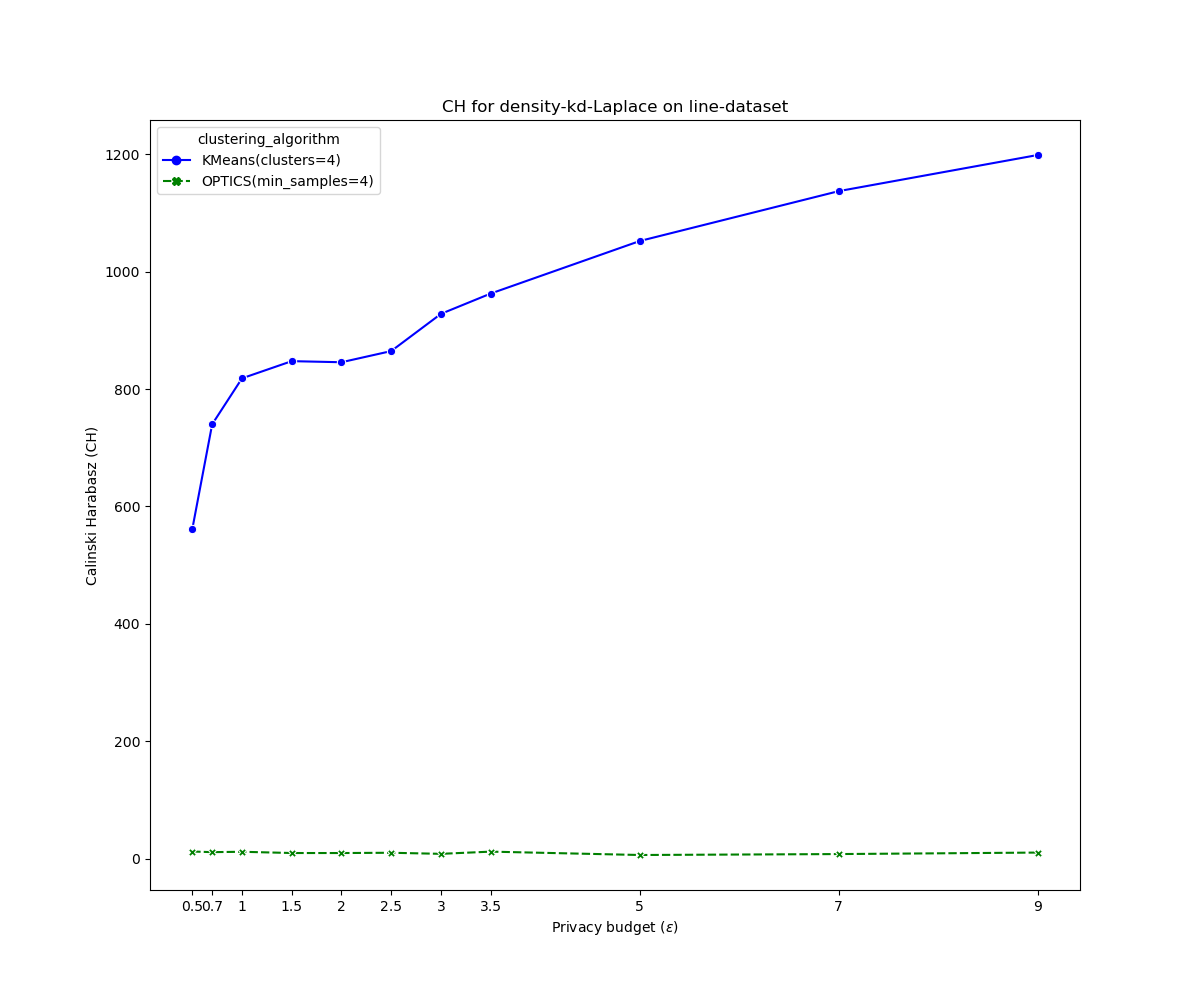 CH for density-kd-Laplace on line-dataset
clustering_algorithm
KMeans(clusters=4)
OPTICS(min_samples=4)
1200
1000
800
600
400
200
0
Calinski Harabasz (CH)
0.5 0.7 1 1.5 2 2.5 3 3.5 5 7 9
Privacy budget (ε)